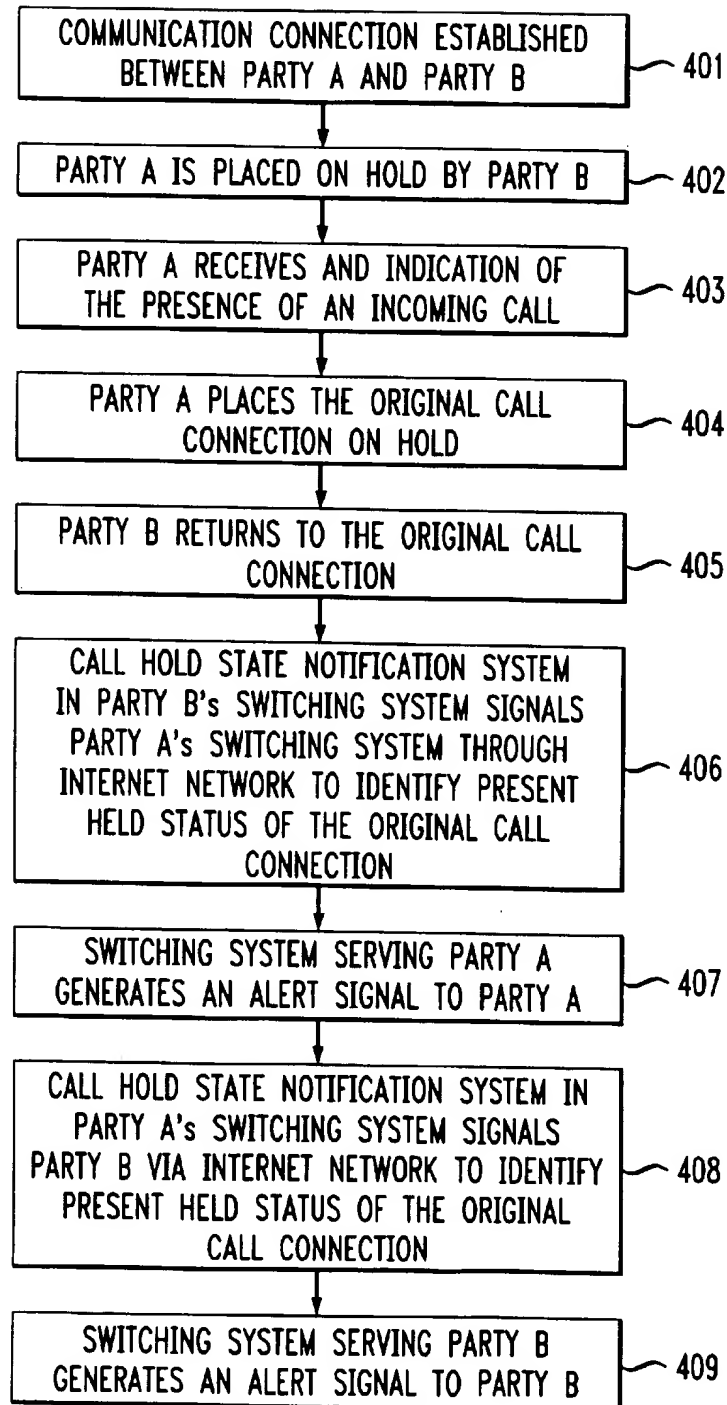 COMMUNICATION CONNECTION ESTABLISHED
BETWEEN PARTY A AND PARTY B
401
PARTY A IS PLACED ON HOLD BY PARTY B
402
PARTY A RECEIVES AND INDICATION OF
THE PRESENCE OF AN INCOMING CALL
403
PARTY A PLACES THE ORIGINAL CALL
CONNECTION ON HOLD
404
PARTY B RETURNS TO THE ORIGINAL CALL
CONNECTION
405
CALL HOLD STATE NOTIFICATION SYSTEM
IN PARTY B's SWITCHING SYSTEM SIGNALS
PARTY A's SWITCHING SYSTEM THROUGH
INTERNET NETWORK TO IDENTIFY PRESENT
HELD STATUS OF THE ORIGINAL CALL
CONNECTION
406
SWITCHING SYSTEM SERVING PARTY A
GENERATES AN ALERT SIGNAL TO PARTY A
407
CALL HOLD STATE NOTIFICATION SYSTEM IN
PARTY A's SWITCHING SYSTEM SIGNALS
PARTY B VIA INTERNET NETWORK TO IDENTIFY
PRESENT HELD STATUS OF THE ORIGINAL
CALL CONNECTION
408
SWITCHING SYSTEM SERVING PARTY B
GENERATES AN ALERT SIGNAL TO PARTY B
409